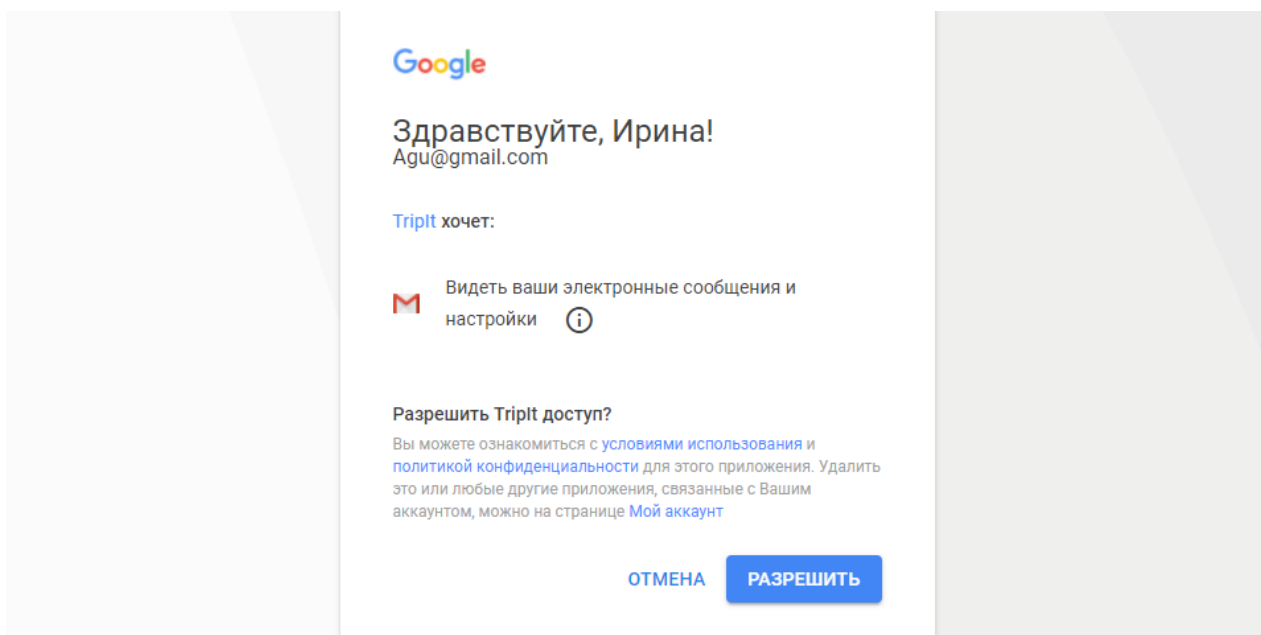 Google
Здравствуйте, Ирина!
Agu@gmail.com
TripIt хочет:
Видеть ваши электронные сообщения и
настройки
Разрешить TripIt доступ?
Вы можете ознакомиться с условиями использования и
политикой конфиденциальности для этого приложения. Удалить
это или любые другие приложения, связанные с Вашим
аккаунтом, можно на странице Мой аккаунт
ОТМЕНА РАЗРЕШИТЬ